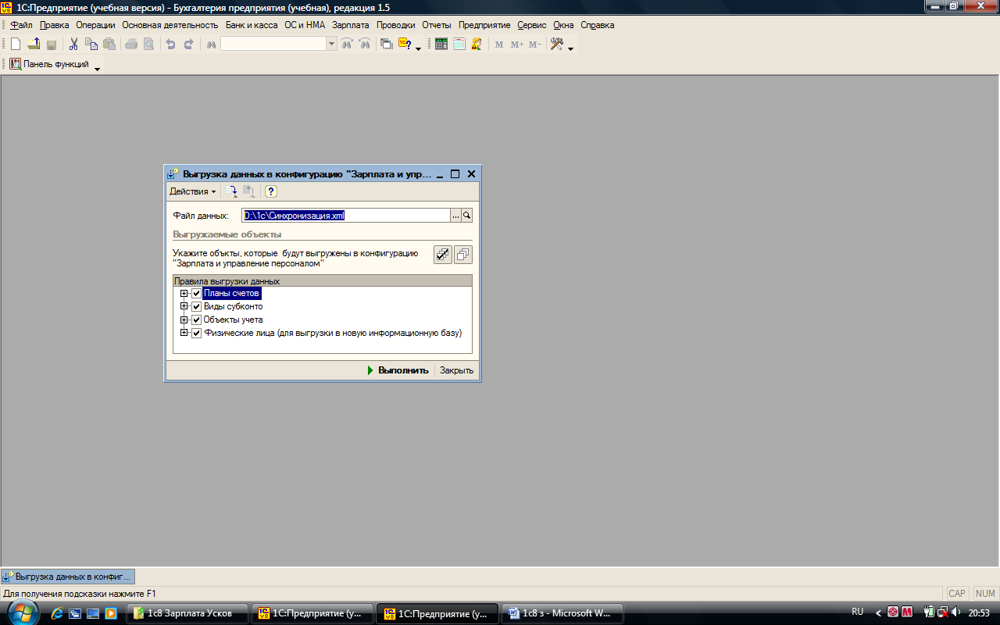 1С:Предприятие (учебная версия) - Бухгалтерия предприятия (учебная), редакция 1.5
Файл Правка Операции Основная деятельность Банк и касса ОС и НМА Зарплата Проводки Отчеты Предприятие Сервис Окна Справка
M M+ M-
Панель функций
Выгрузка данных в конфигурацию "Зарплата и упр...
Действия
Файл данных: D:\1c\Синхронизация.xml ...
Выгружаемые объекты
Укажите объкты, которые будут выгружены в конфигурацию
"Зарплата и управление персоналом"
Правила выгрузки данных
Планы счетов
Виды субконто
Объекты учета
Физические лица (для выгрузки в новую информационную базу)
Выполнить Закрыть
Выгрузка данных в конфиг...
Для получения подсказки нажмите F1 CAP NUM
1с8 Зарплата Усков 1С:Предприятие (у... 1С:Предприятие (у... 1с8 з - Microsoft W... RU 20:53